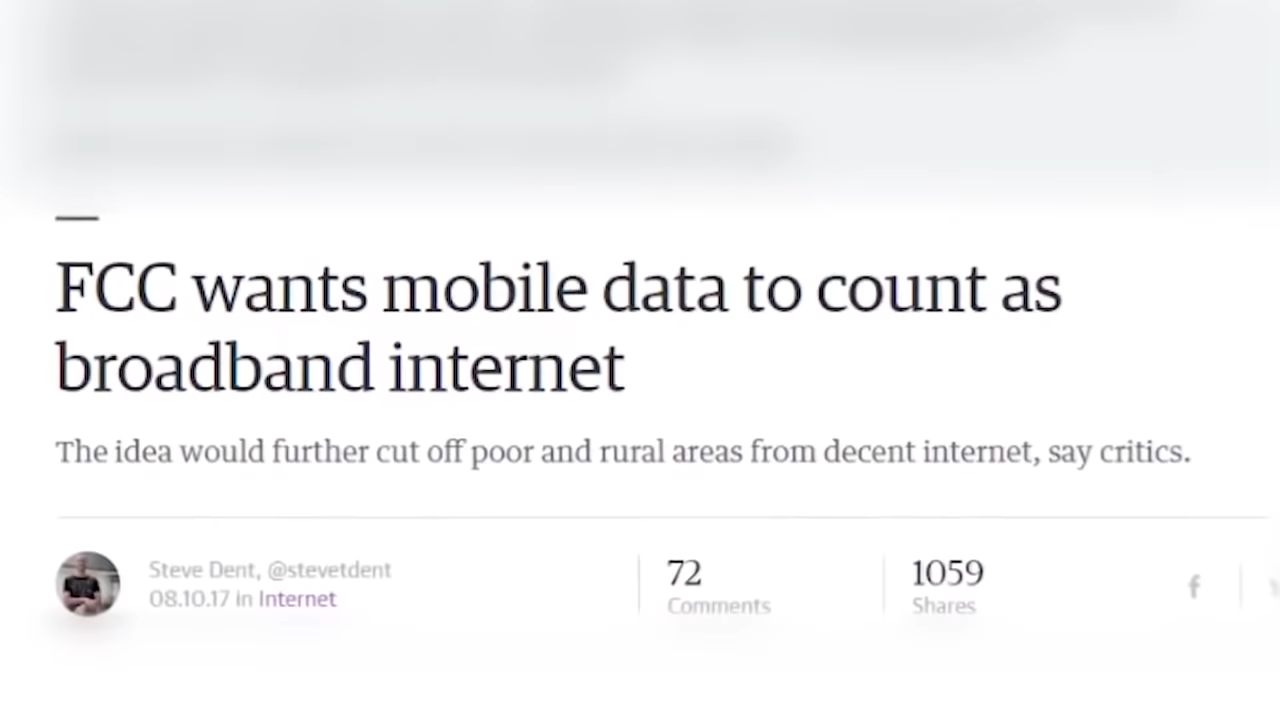 FCC wants mobile data to count as
broadband internet
The idea would further cut off poor and rural areas from decent internet, say critics.
Steve Dent, @stevetdent
08.10.17 in Internet
72
Comments
1059
Shares
f